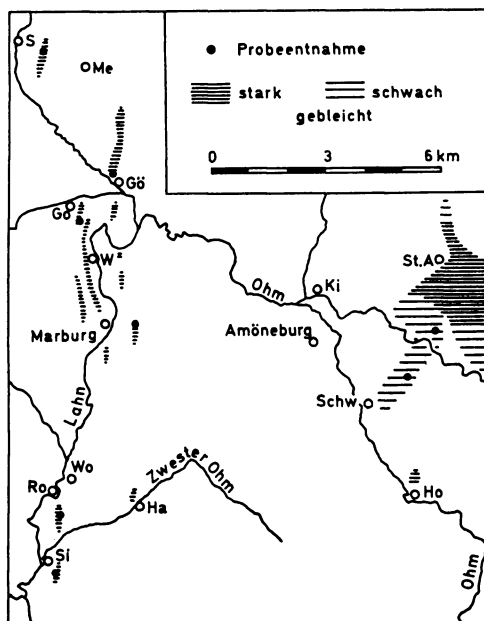 Probeentnahme
stark
schwach
gebleicht
0 3 6 km
S
Me
Gö
Gö
W
Marburg
Lahn
Ohm
Ki
St.A
Amöneburg
Schw
Zwester Ohm
Wo
Ro
Ha
Ho
Si
Ohm